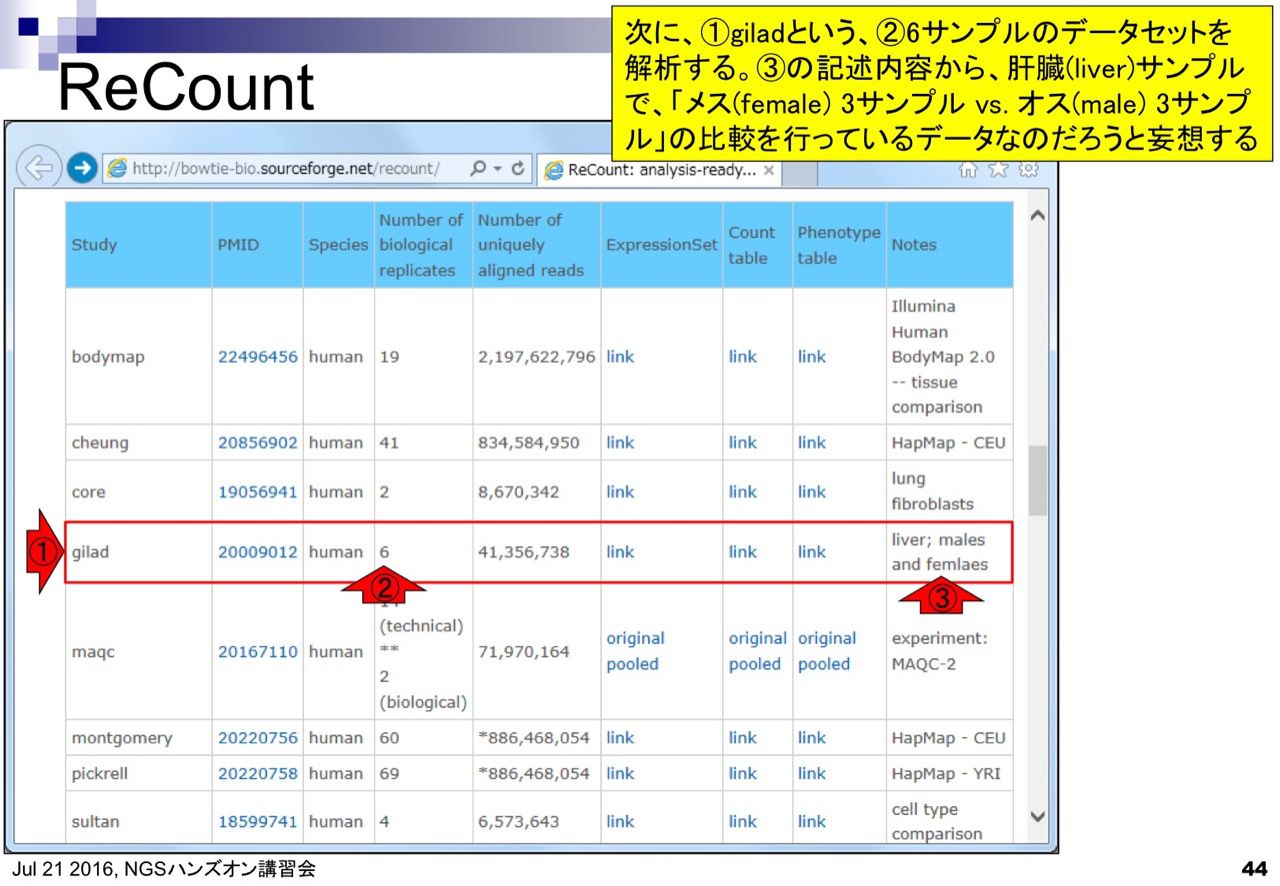 ReCount
次に、①giladという、②6サンプルのデータセットを
解析する。③の記述内容から、肝臓(liver)サンプル
で、「メス(female) 3サンプル vs. オス(male) 3サンプ
ル」の比較を行っているデータなのだろうと妄想する
http://bowtie-bio.sourceforge.net/recount/
ReCount: analysis-ready...
Study
PMID
Species
Number of
biological
replicates
Number of
uniquely
aligned reads
ExpressionSet
Count
table
Phenotype
table
Notes
bodymap
22496456
human
19
2,197,622,796
link
link
link
Illumina
Human
BodyMap 2.0
-- tissue
comparison
cheung
20856902
human
41
834,584,950
link
link
link
HapMap - CEU
core
19056941
human
2
8,670,342
link
link
link
lung
fibroblasts
①
gilad
20009012
human
6
41,356,738
link
link
link
liver; males
and femlaes
②
③
maqc
20167110
human
(technical)
**
2
(biological)
71,970,164
original
pooled
original
pooled
original
pooled
experiment:
MAQC-2
montgomery
20220756
human
60
*886,468,054
link
link
link
HapMap - CEU
pickrell
20220758
human
69
*886,468,054
link
link
link
HapMap - YRI
sultan
18599741
human
4
6,573,643
link
link
link
cell type
comparison
Jul 21 2016, NGSハンズオン講習会
44